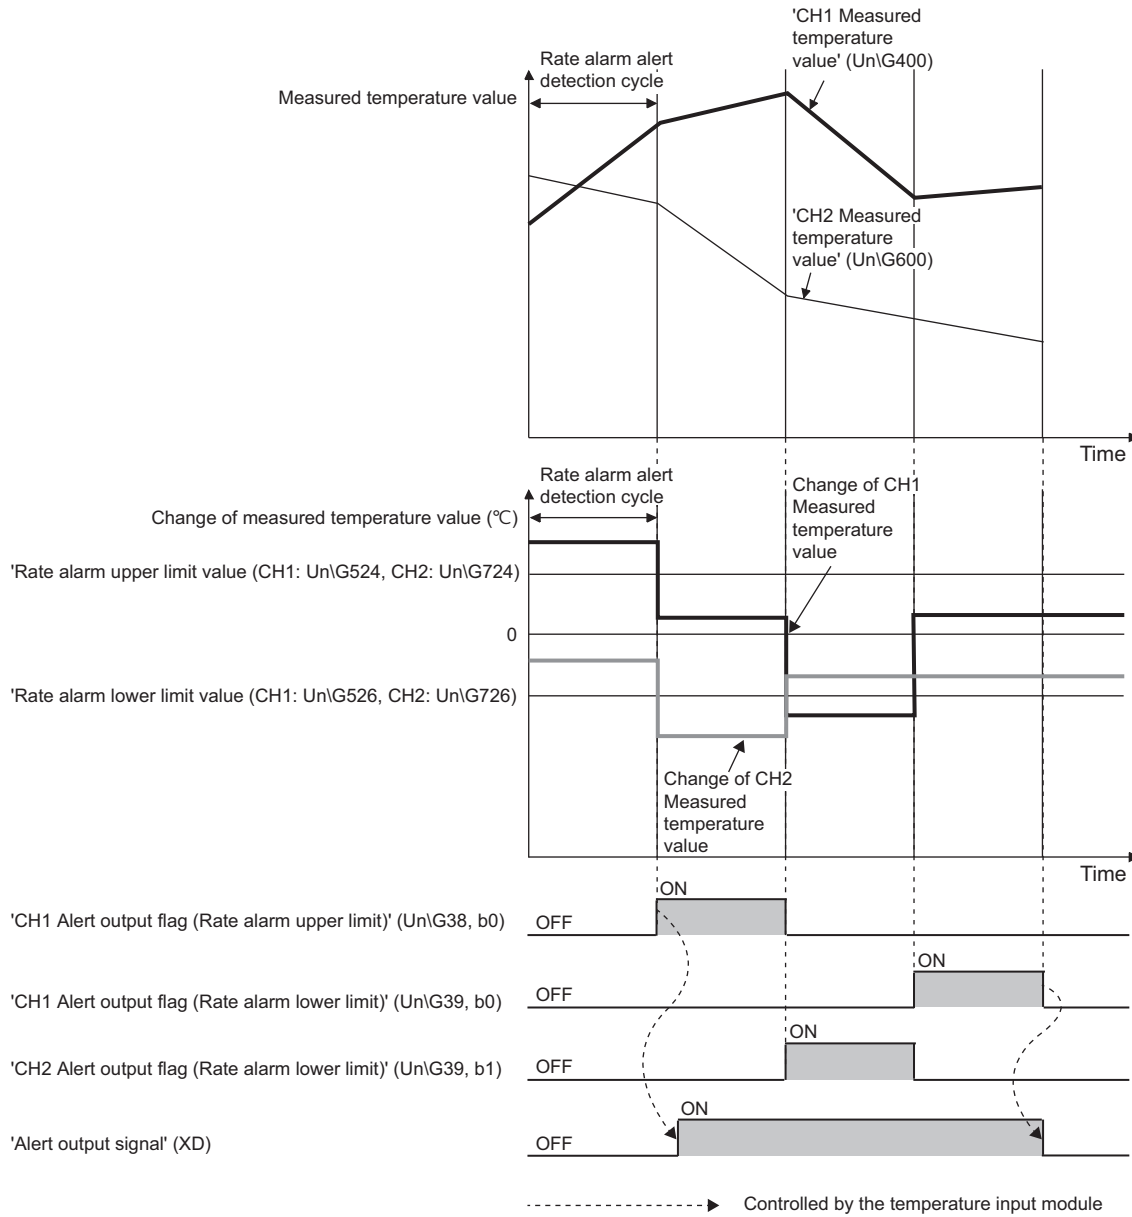 'CH1 Measured
temperature
value' (Un\G400)
Rate alarm alert
detection cycle
Measured temperature value
'CH2 Measured
temperature
value' (Un\G600)
Time
Rate alarm alert
detection cycle
Change of CH1
Measured
temperature
value
Change of measured temperature value (℃)
'Rate alarm upper limit value (CH1: Un\G524, CH2: Un\G724)
0
'Rate alarm lower limit value (CH1: Un\G526, CH2: Un\G726)
Change of CH2
Measured
temperature
value
Time
ON
'CH1 Alert output flag (Rate alarm upper limit)' (Un\G38, b0) OFF
ON
'CH1 Alert output flag (Rate alarm lower limit)' (Un\G39, b0) OFF
ON
'CH2 Alert output flag (Rate alarm lower limit)' (Un\G39, b1) OFF
ON
'Alert output signal' (XD) OFF
Controlled by the temperature input module